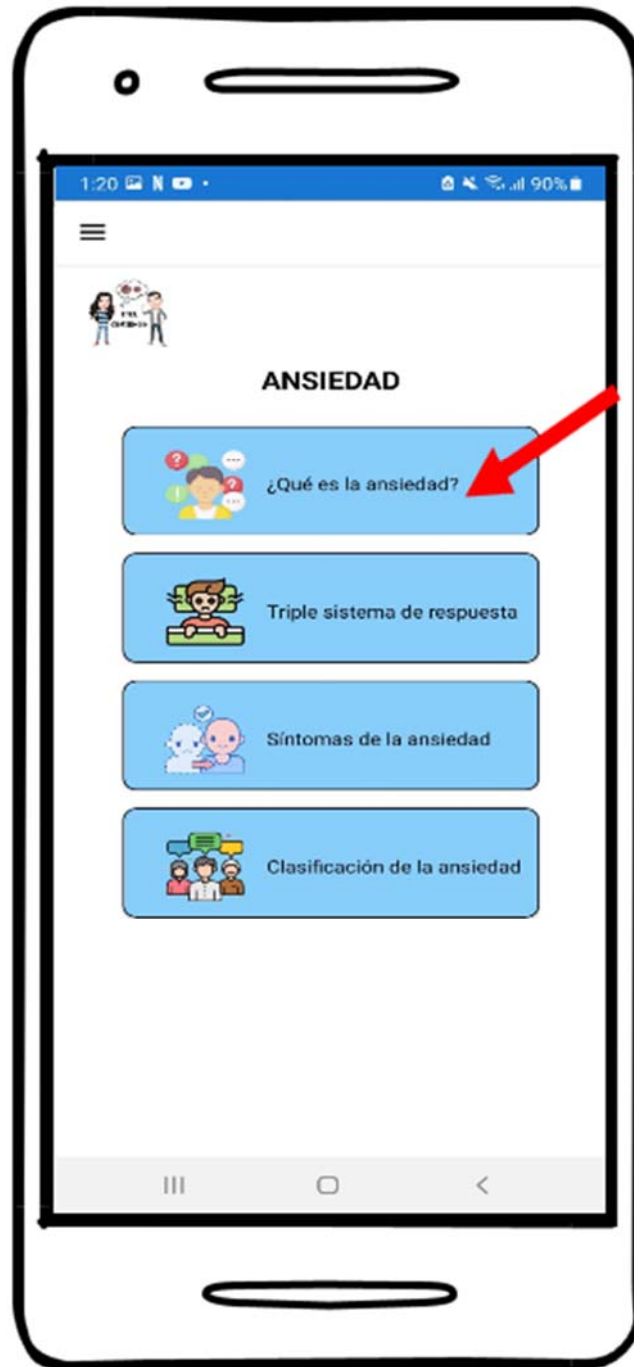 1:20 90%
ANSIEDAD
¿Qué es la ansiedad?
Triple sistema de respuesta
Síntomas de la ansiedad
Clasificación de la ansiedad